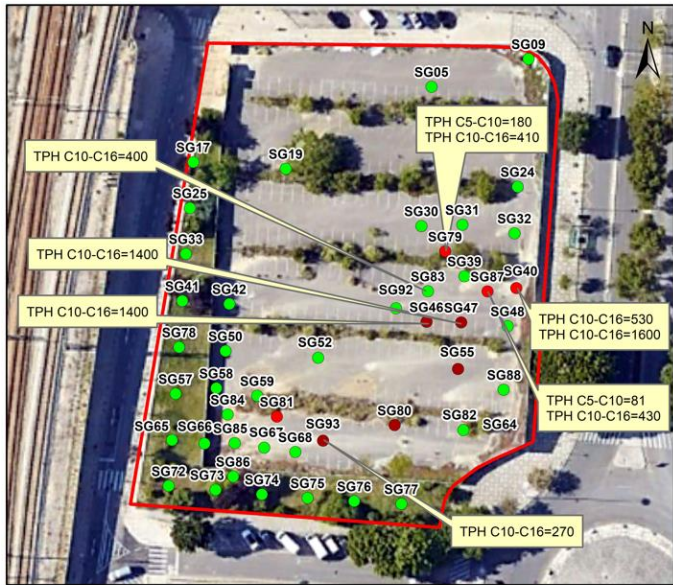 N
SG09
SG05
TPH C5-C10=180
TPH C10-C16=410
TPH C10-C16=400
SG17
SG19
SG24
SG25
SG30
SG31
SG32
SG79
SG33
TPH C10-C16=1400
SG39
SG83
SG87
SG40
SG41
SG42
SG92
TPH C10-C16=1400
SG46
SG47
SG48
TPH C10-C16=530
TPH C10-C16=1600
SG78
SG50
SG52
SG55
SG57
SG58
SG59
SG88
TPH C5-C10=81
TPH C10-C16=430
SG84
SG81
SG80
SG82
SG64
SG65
SG66
SG85
SG67
SG68
SG93
SG72
SG73
SG86
SG74
SG75
SG76
SG77
TPH C10-C16=270